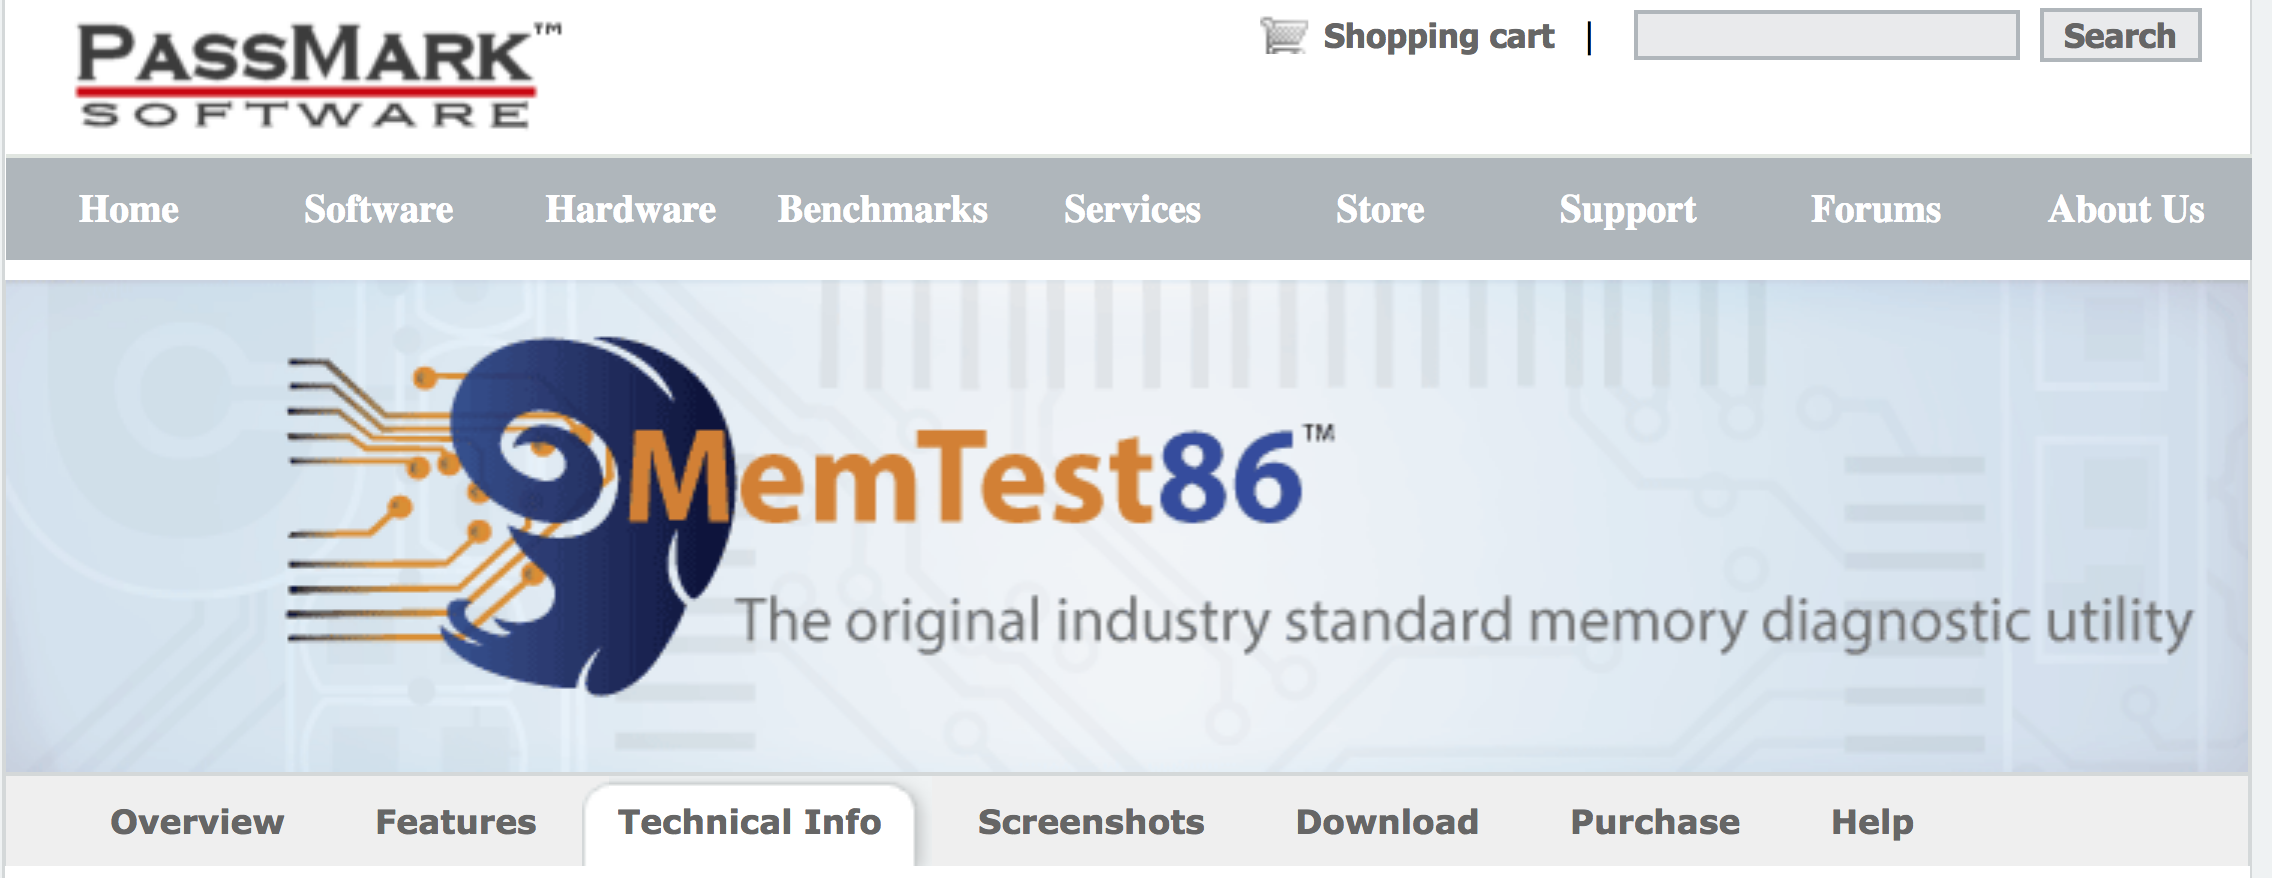 PASSMARK™
SOFTWARE
Shopping cart | Search
Home Software Hardware Benchmarks Services Store Support Forums About Us
MemTest86™
The original industry standard memory diagnostic utility
Overview Features Technical Info Screenshots Download Purchase Help